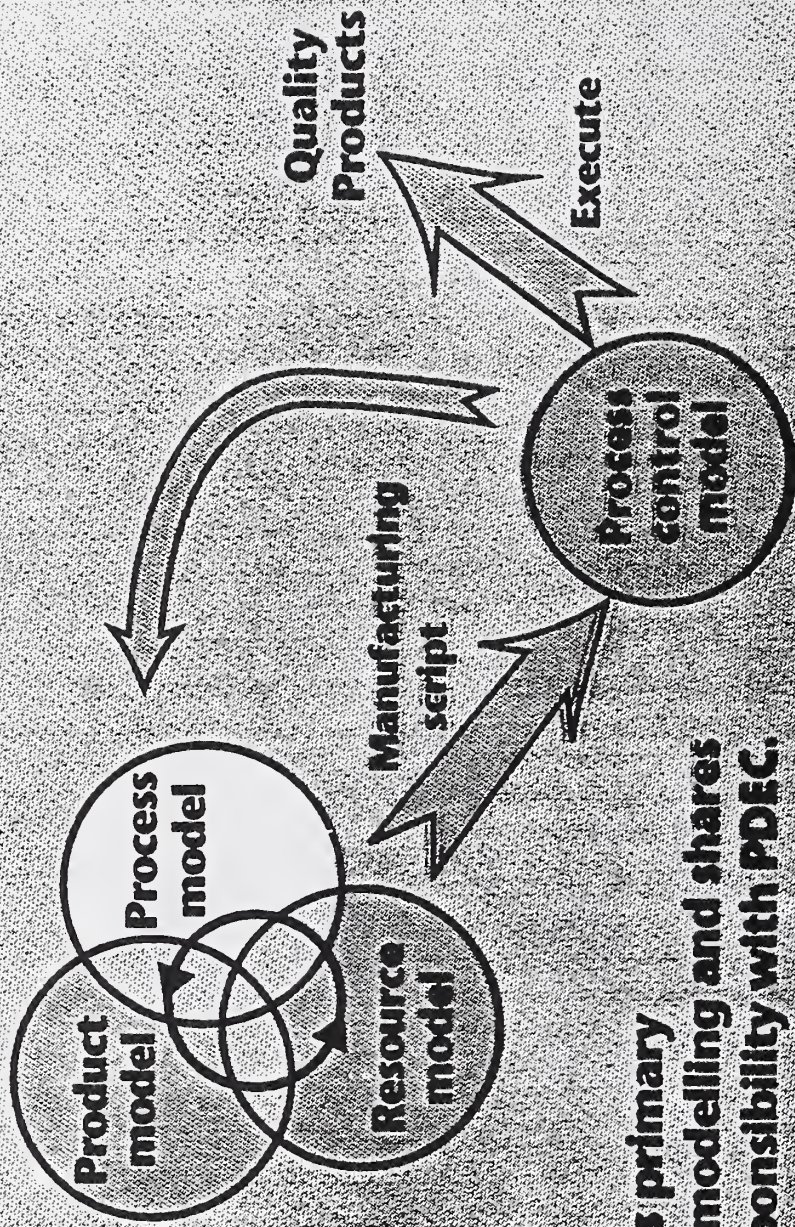 Product
model
Process
model
Resource
model
Manufacturing
script
Process
control
model
Execute
Quality
Products
primary
modelling and shares
with PDEC.